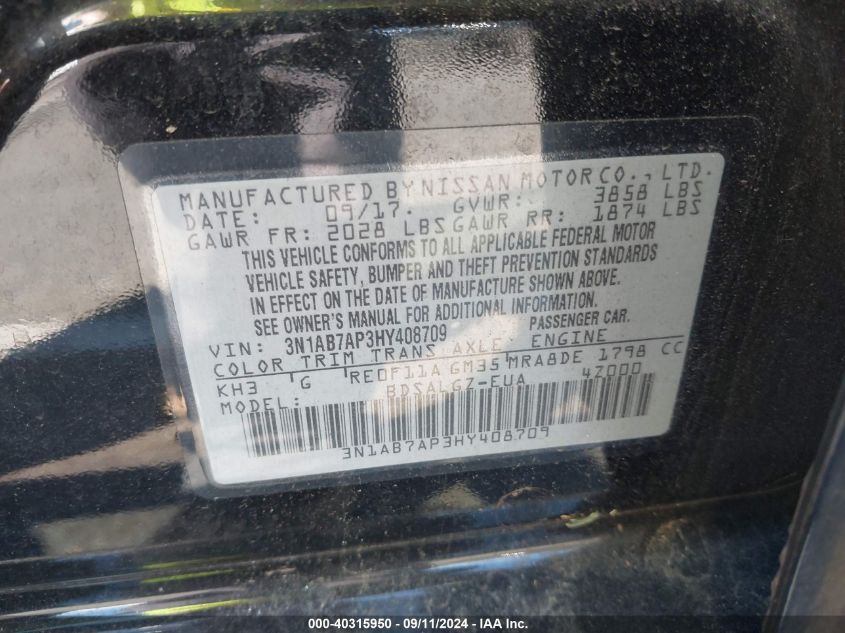 MANUFACTURED BY NISSAN MOTOR CO., LTD.
DATE: 09/17. GVWR: 3858 LBS
GAWR FR: 2028 LBS GAWR RR: 1874 LBS
THIS VEHICLE CONFORMS TO ALL APPLICABLE FEDERAL MOTOR
VEHICLE SAFETY, BUMPER AND THEFT PREVENTION STANDARDS
IN EFFECT ON THE DATE OF MANUFACTURE SHOWN ABOVE.
SEE OWNER'S MANUAL FOR ADDITIONAL INFORMATION.
VIN: 3N1AB7AP3HY408709 PASSENGER CAR.
COLOR TRIM TRANS AXLE ENGINE
KH3 G RE0F11A GM35 MRA8DE 1798 CC
MODEL: BDSALGZ-EUA 4Z000
3N1AB7AP3HY408709
000-40315950 - 09/11/2024 - IAA Inc.